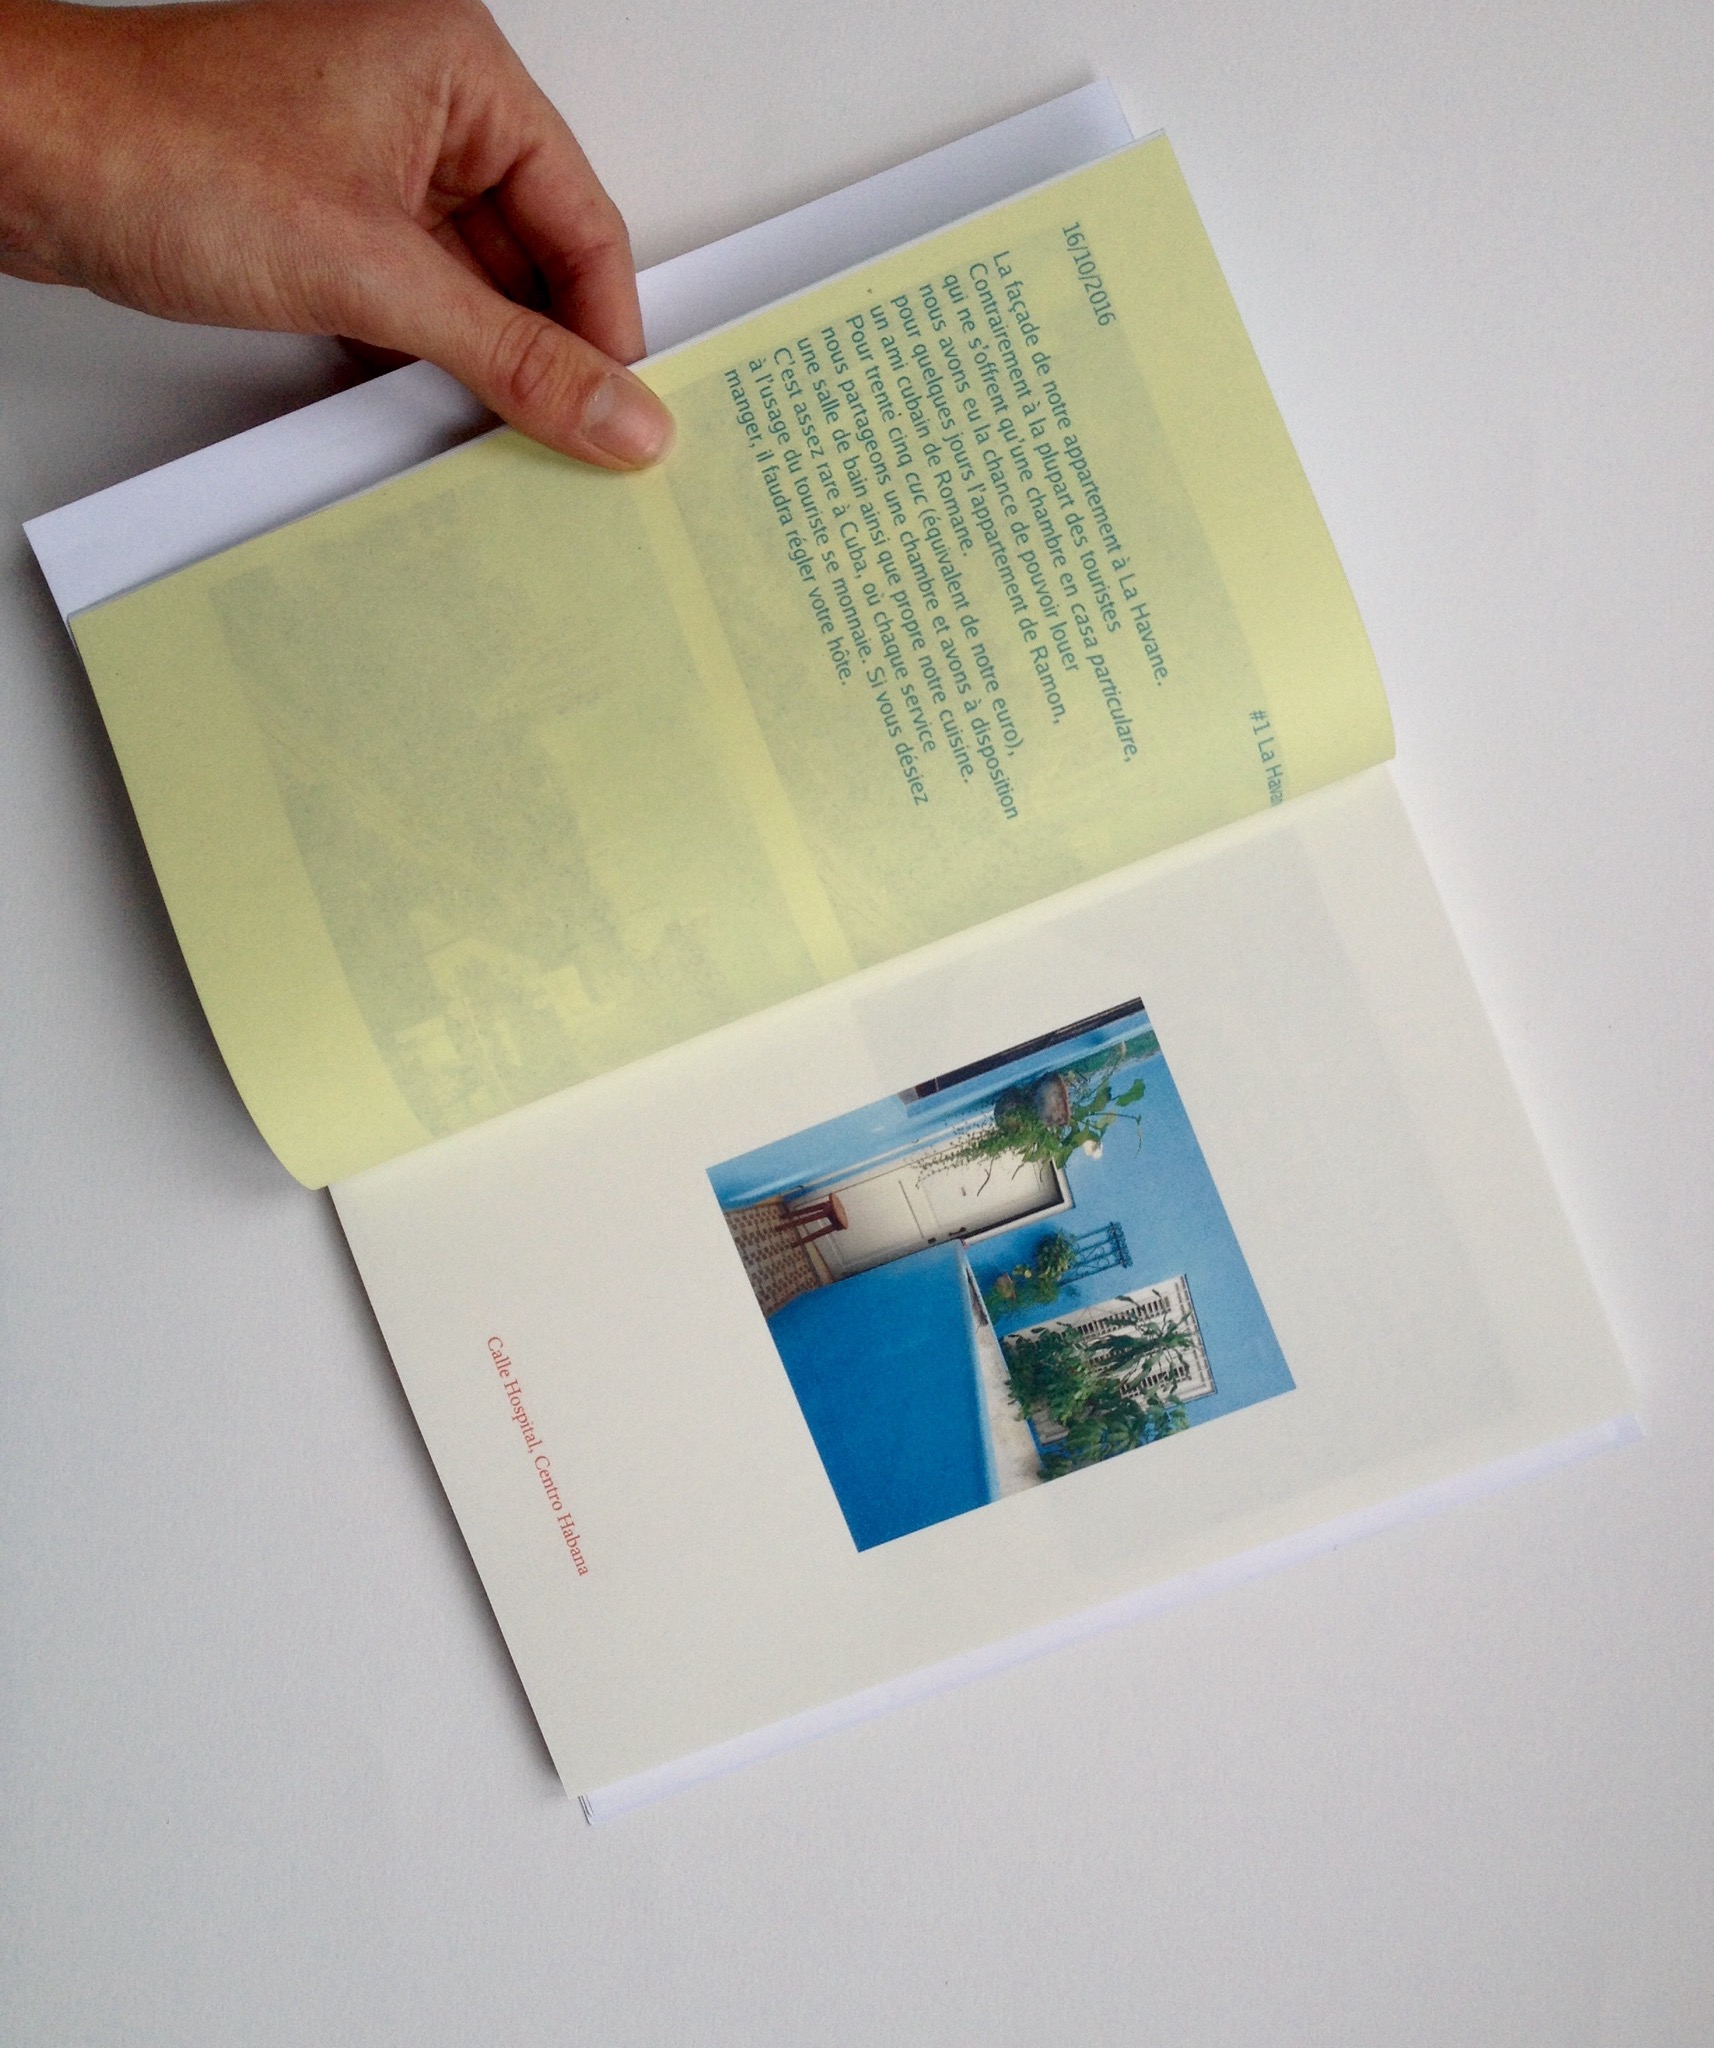 #1 La Havan
16/10/2016
La façade de notre appartement à La Havane.
Contrairement à la plupart des touristes
qui ne s'offrent qu'une chambre en casa particulare,
nous avons eu la chance de pouvoir louer
pour quelques jours l'appartement de Ramon,
un ami cubain de Romane.
Pour trente cinq cuc (équivalent de notre euro),
nous partageons une chambre et avons à disposition
une salle de bain ainsi que propre notre cuisine.
C'est assez rare à Cuba, où chaque service
à l'usage du touriste se monnaie. Si vous désiez
manger, il faudra régler votre hôte.
Calle Hospital, Centro Habana